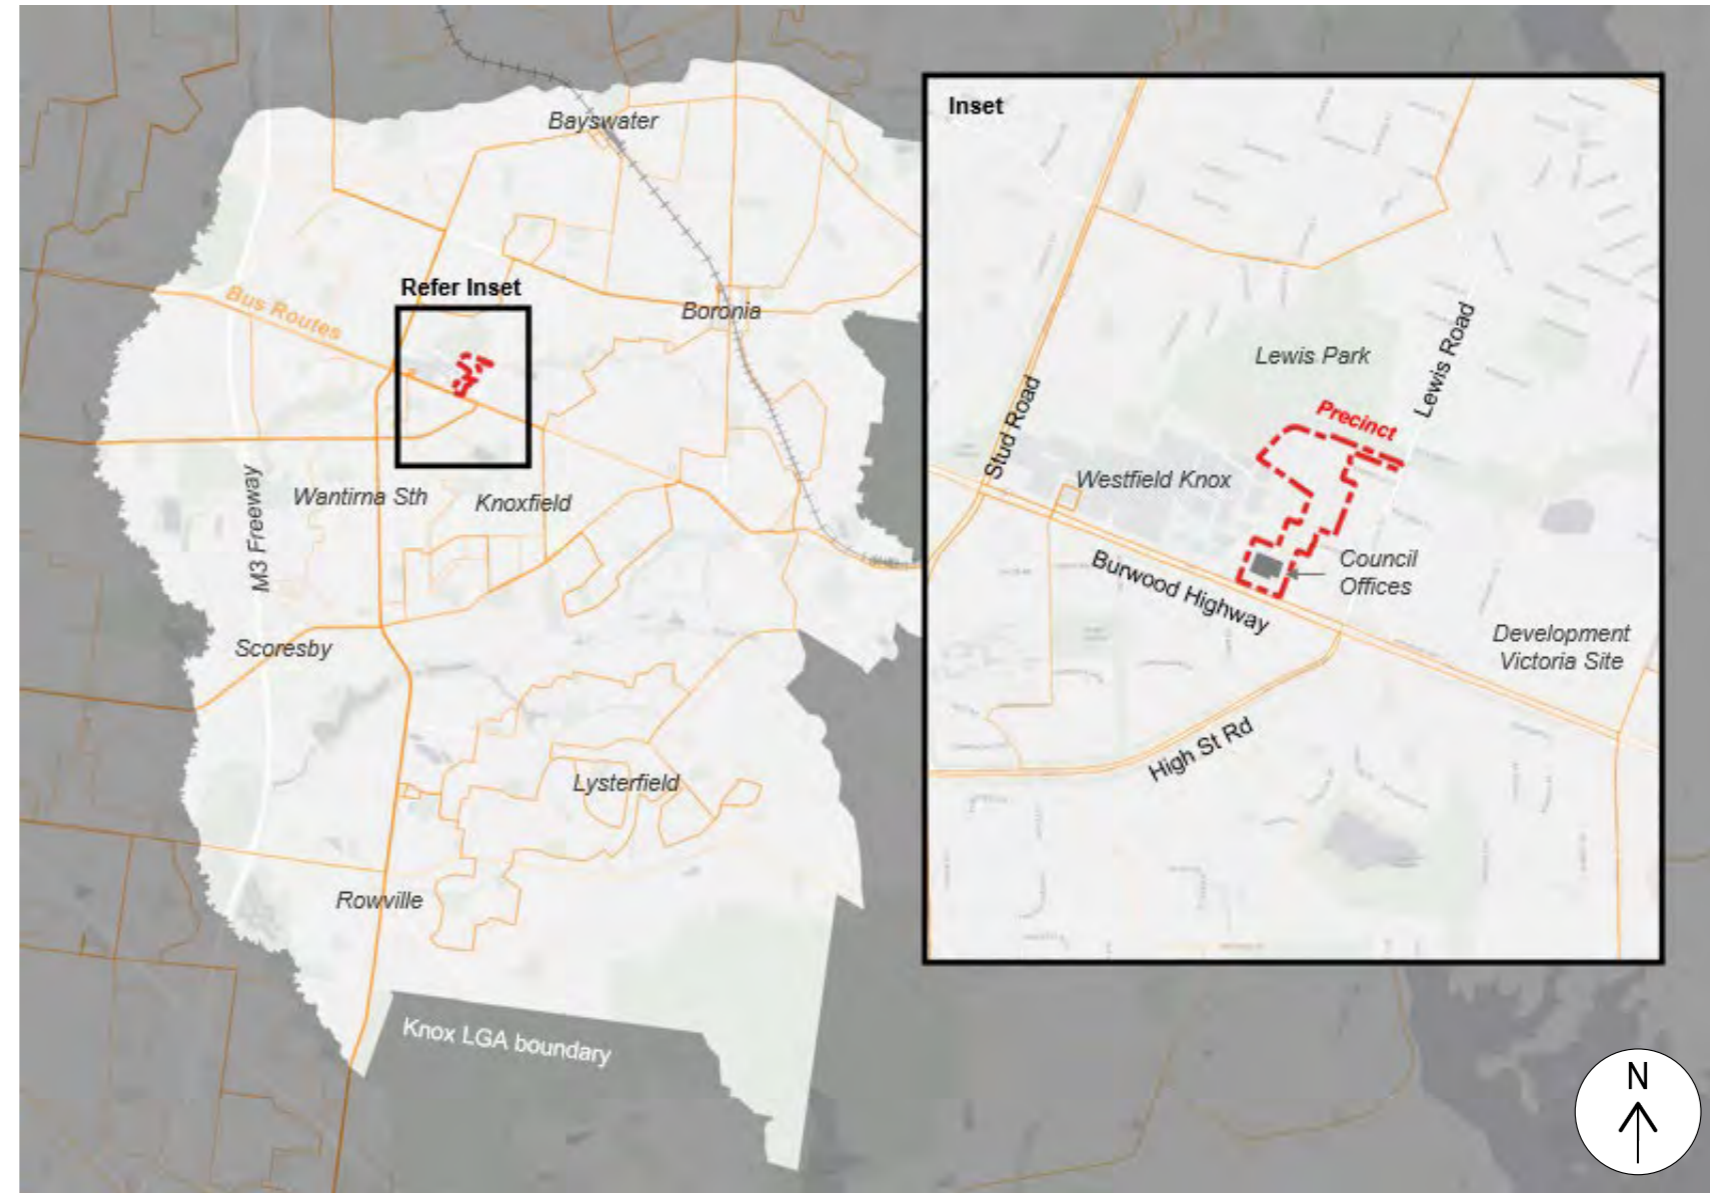 Bayswater
Refer Inset
Bus Routes
Boronia
Wantirna Sth
Knoxfield
M3 Freeway
Scoresby
Lysterfield
Rowville
Knox LGA boundary
Inset
Lewis Park
Lewis Road
Precinct
Stud Road
Westfield Knox
Council
Offices
Burwood Highway
Development
Victoria Site
High St Rd
N